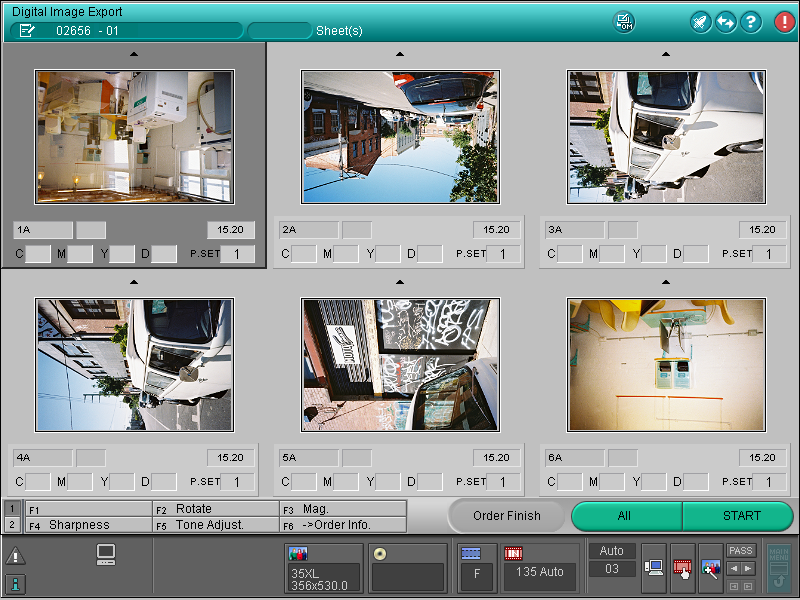 Digital Image Export
02656 - 01 Sheet(s)
OM
1A 15.20
C M Y D P.SET 1
2A 15.20
C M Y D P.SET 1
3A 15.20
C M Y D P.SET 1
4A 15.20
C M Y D P.SET 1
5A 15.20
C M Y D P.SET 1
6A 15.20
C M Y D P.SET 1
1 F1 F2 Rotate F3 Mag.
2 F4 Sharpness F5 Tone Adjust. F6 ->Order Info.
Order Finish All START
35XL
356x530.0
F
135 Auto
Auto
03
PASS
MAIN
MENU